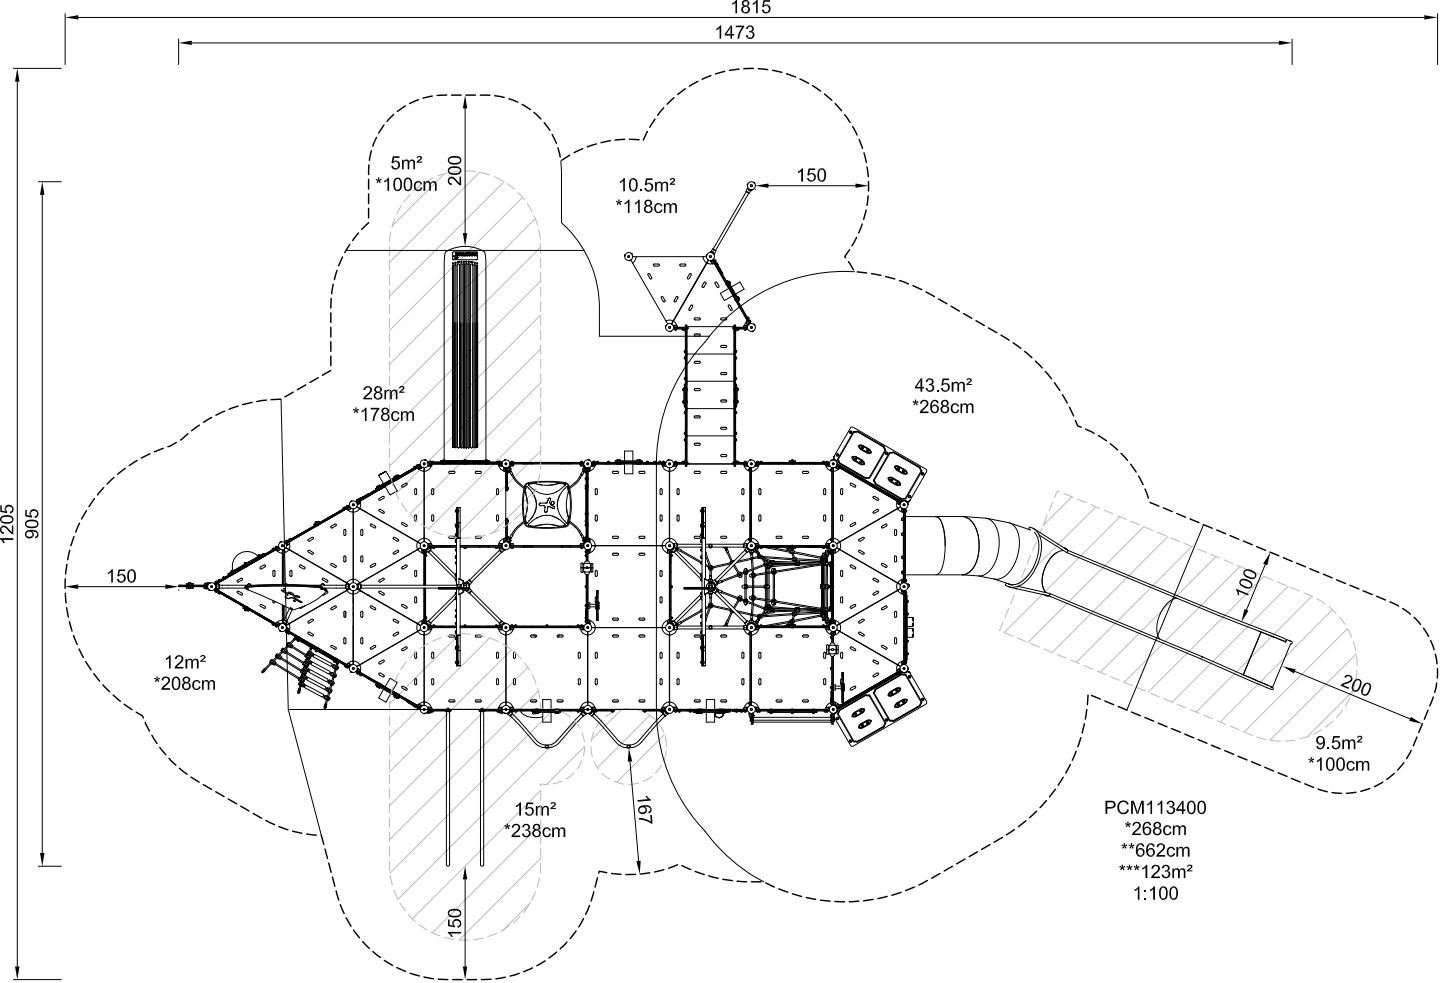 1815
1473
1205
905
5m²
*100cm
200
10.5m²
*118cm
150
28m²
*178cm
43.5m²
*268cm
150
100
12m²
*208cm
200
9.5m²
*100cm
15m²
*238cm
167
150
PCM113400
*268cm
**662cm
***123m²
1:100